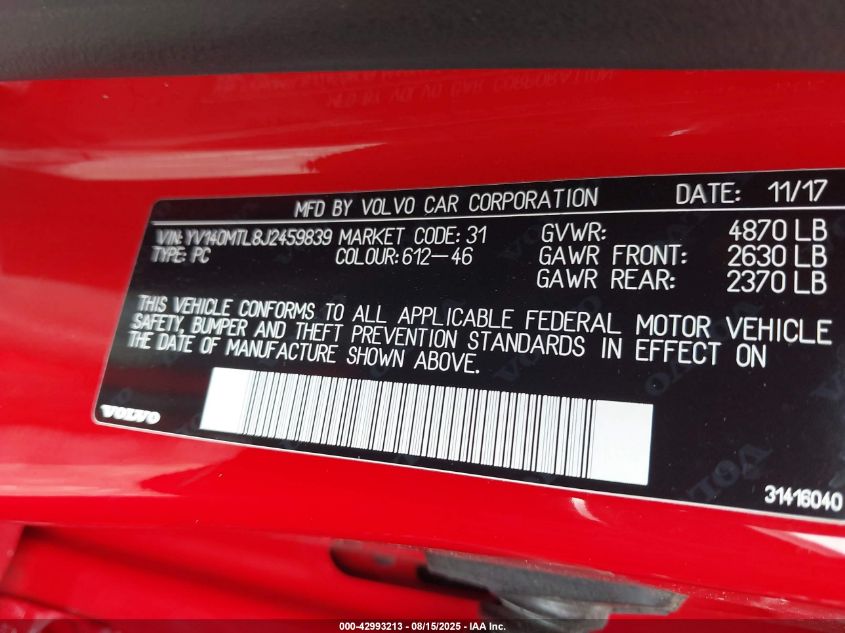 MFD BY VOLVO CAR CORPORATION DATE: 11/17
VIN: YV140MTL8J2459839 MARKET CODE: 31 GVWR: 4870 LB
TYPE: PC COLOUR: 612-46 GAWR FRONT: 2630 LB
GAWR REAR: 2370 LB
THIS VEHICLE CONFORMS TO ALL APPLICABLE FEDERAL MOTOR VEHICLE
SAFETY, BUMPER AND THEFT PREVENTION STANDARDS IN EFFECT ON
THE DATE OF MANUFACTURE SHOWN ABOVE.
VOLVO
31416040
000-42993213 - 08/15/2025 - IAA Inc.